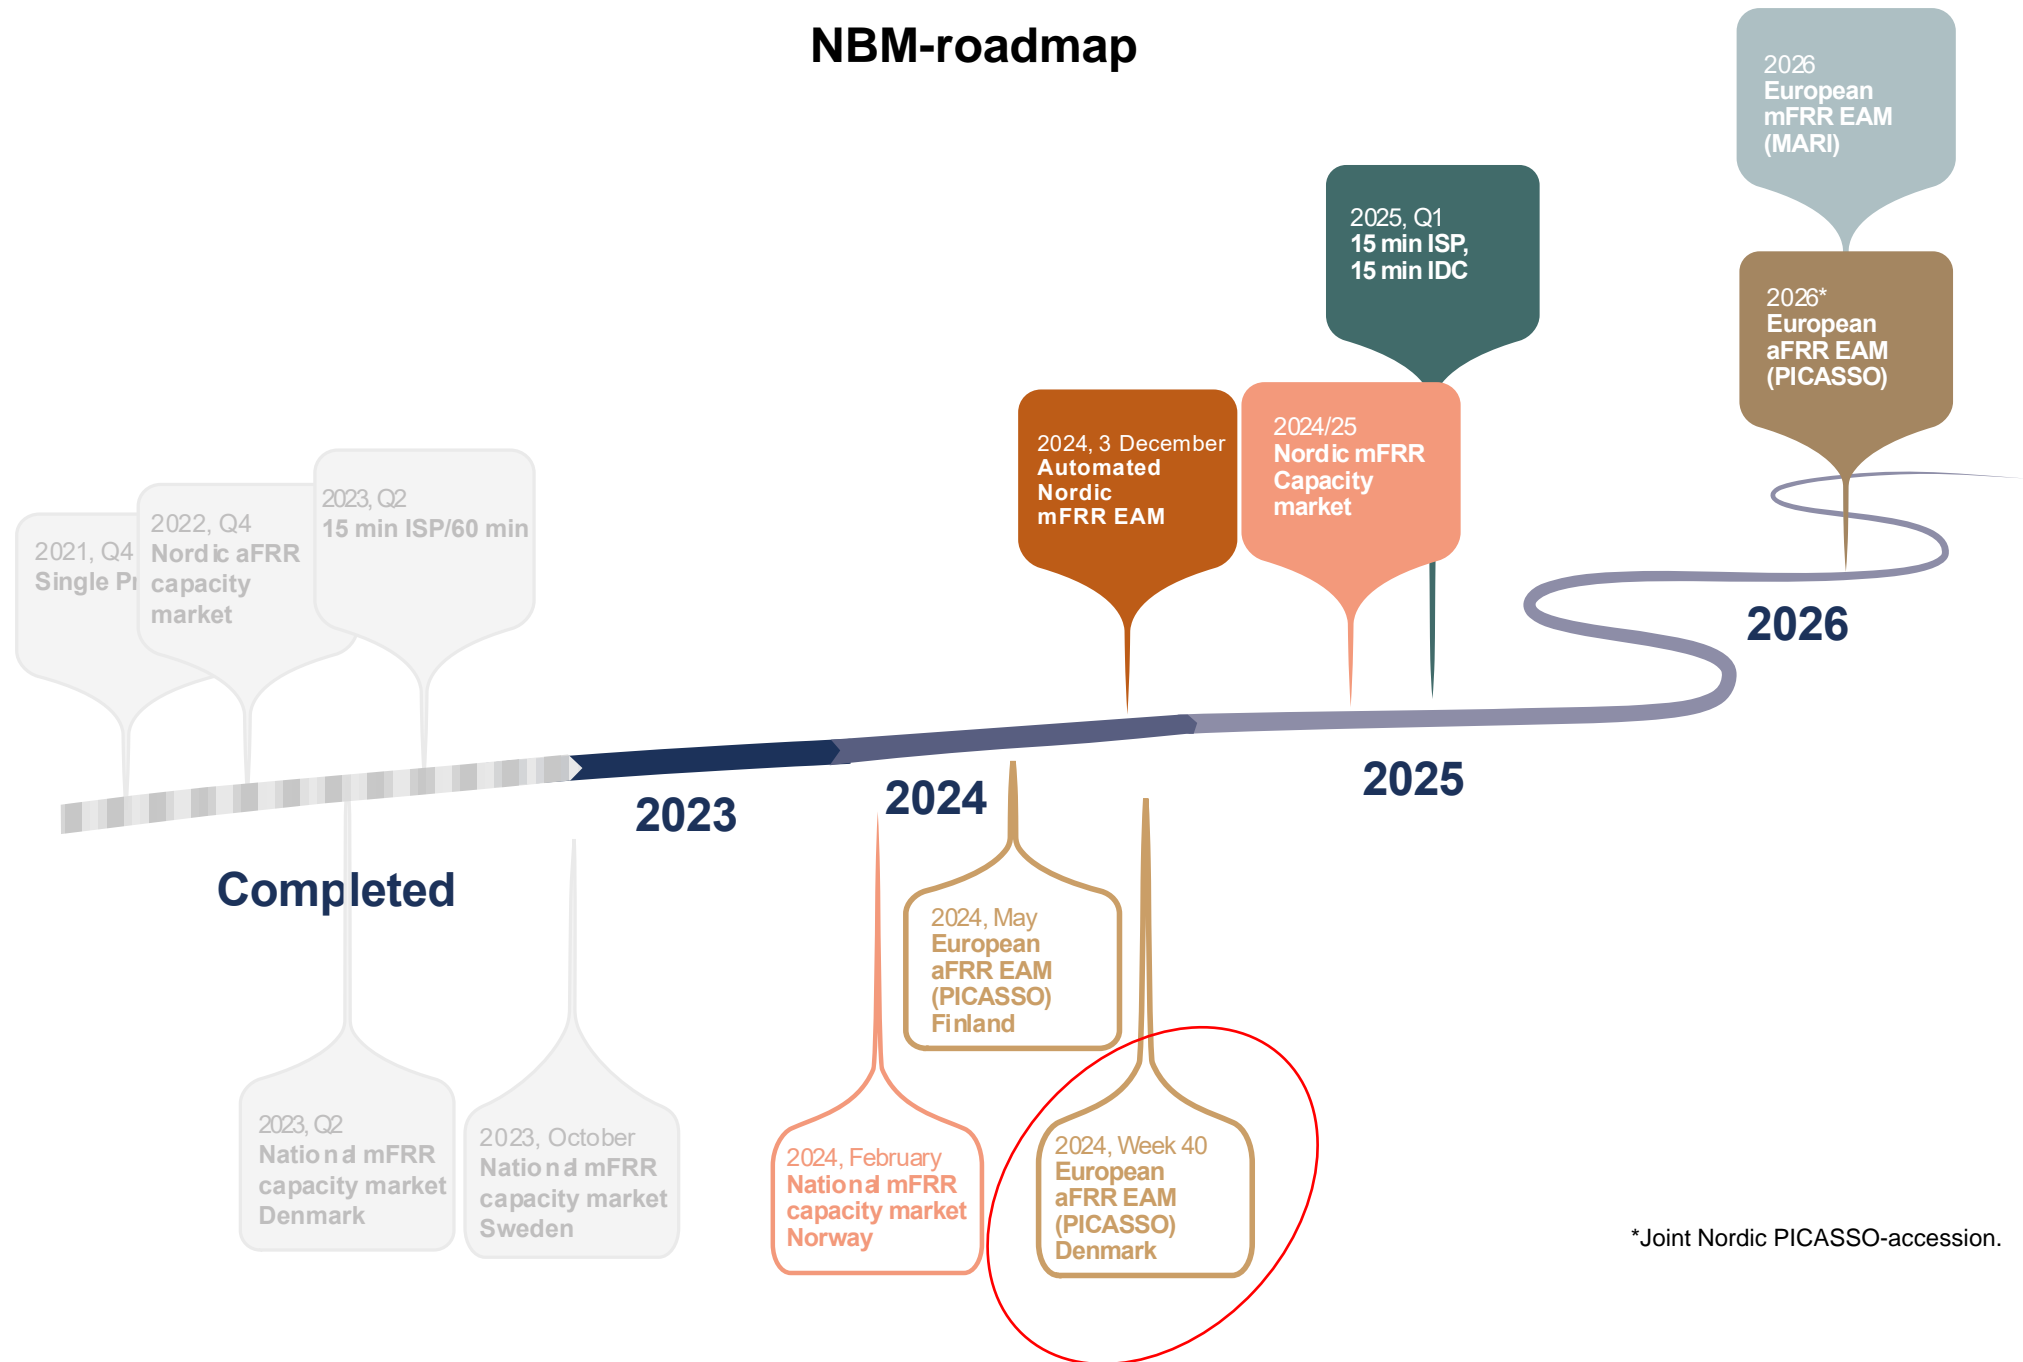 NBM-roadmap
2026
European
mFRR EAM
(MARI)
2025, Q1
15 min ISP,
15 min IDC
2026*
European
aFRR EAM
(PICASSO)
2024, 3 December
Automated
Nordic
mFRR EAM
2024/25
Nordic mFRR
Capacity
market
2023, Q2
15 min ISP/60 min
2022, Q4
Nordic aFRR
capacity
market
2021, Q4
Single
2026
2025
2024
2023
Completed
2024, May
European
aFRR EAM
(PICASSO)
Finland
2023, Q2
National mFRR
capacity market
Denmark
2023, October
National mFRR
capacity market
Sweden
2024, February
National mFRR
capacity market
Norway
2024, Week 40
European
aFRR EAM
(PICASSO)
Denmark
*Joint Nordic PICASSO-accession.